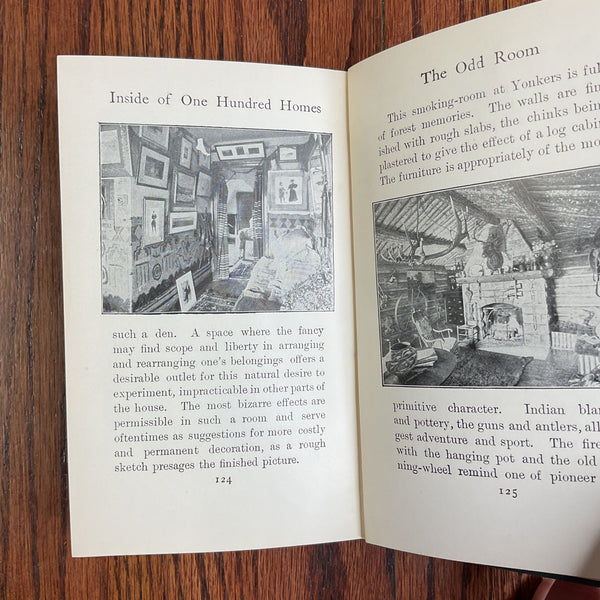 Inside of One Hundred Homes
such a den. A space where the fancy
may find scope and liberty in arranging
and rearranging one's belongings offers a
desirable outlet for this natural desire to
experiment, impracticable in other parts of
the house. The most bizarre effects are
permissible in such a room and serve
oftentimes as suggestions for more costly
and permanent decoration, as a rough
sketch presages the finished picture.
124
The Odd Room
This smoking-room at Yonkers is ful
of forest memories. The walls are fin
ished with rough slabs, the chinks bein
plastered to give the effect of a log cabi
The furniture is appropriately of the mo
primitive character. Indian blan
and pottery, the guns and antlers, all
gest adventure and sport. The fire
with the hanging pot and the old
ning-wheel remind one of pioneer
125